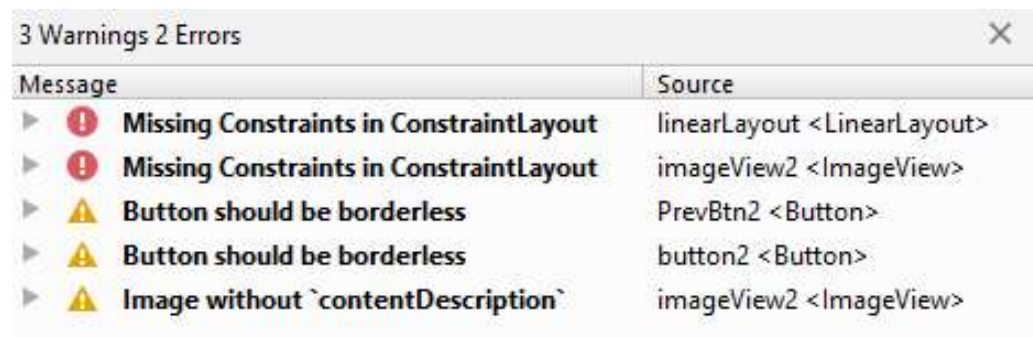 3 Warnings 2 Errors
Message Source
Missing Constraints in ConstraintLayout linearLayout <LinearLayout>
Missing Constraints in ConstraintLayout imageView2 <ImageView>
Button should be borderless PrevBtn2 <Button>
Button should be borderless button2 <Button>
Image without `contentDescription` imageView2 <ImageView>